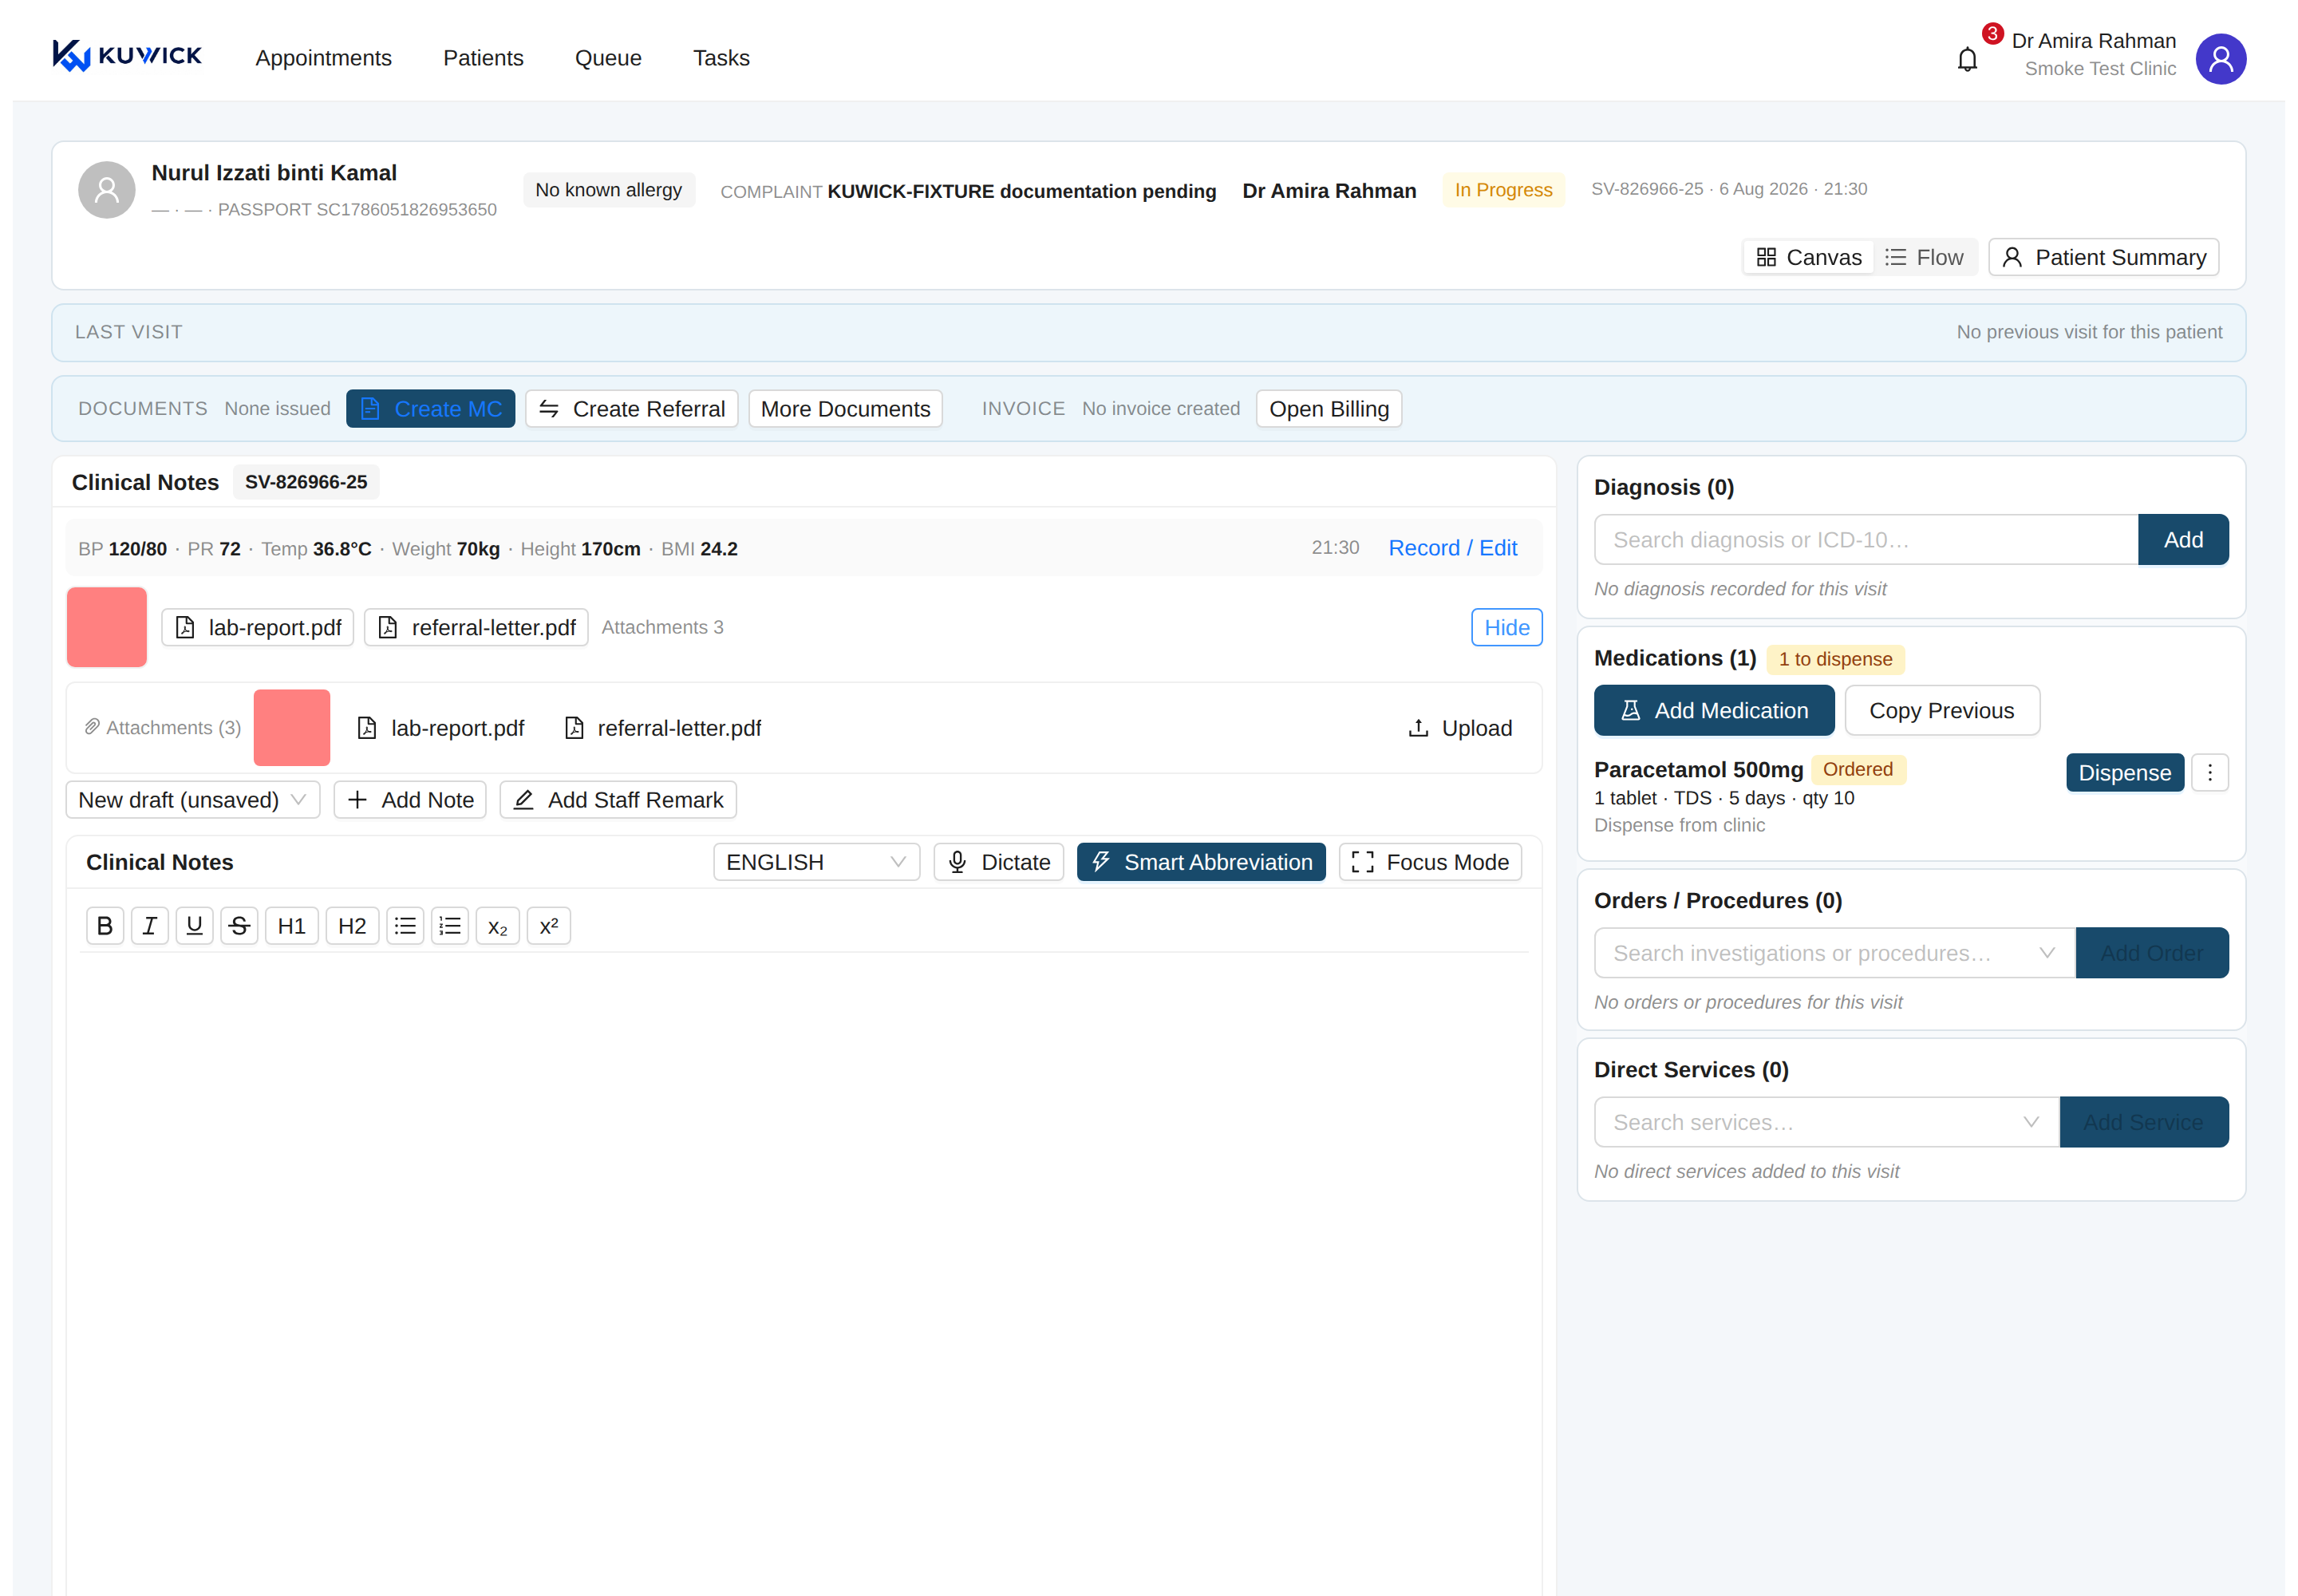 KUWICK
Appointments Patients Queue Tasks
3
Dr Amira Rahman
Smoke Test Clinic
Nurul Izzati binti Kamal
— · — · PASSPORT SC1786051826953650
No known allergy
COMPLAINT KUWICK-FIXTURE documentation pending
Dr Amira Rahman
In Progress
SV-826966-25 · 6 Aug 2026 · 21:30
Canvas Flow Patient Summary
LAST VISIT
No previous visit for this patient
DOCUMENTS None issued Create MC Create Referral More Documents INVOICE No invoice created Open Billing
Clinical Notes SV-826966-25
BP 120/80 · PR 72 · Temp 36.8°C · Weight 70kg · Height 170cm · BMI 24.2
21:30 Record / Edit
lab-report.pdf referral-letter.pdf Attachments 3 Hide
Attachments (3) lab-report.pdf referral-letter.pdf Upload
New draft (unsaved) Add Note Add Staff Remark
Clinical Notes ENGLISH Dictate Smart Abbreviation Focus Mode
B I U S H1 H2 x₂ x²
Diagnosis (0)
Search diagnosis or ICD-10… Add
No diagnosis recorded for this visit
Medications (1) 1 to dispense
Add Medication Copy Previous
Paracetamol 500mg Ordered Dispense
1 tablet · TDS · 5 days · qty 10
Dispense from clinic
Orders / Procedures (0)
Search investigations or procedures… Add Order
No orders or procedures for this visit
Direct Services (0)
Search services… Add Service
No direct services added to this visit